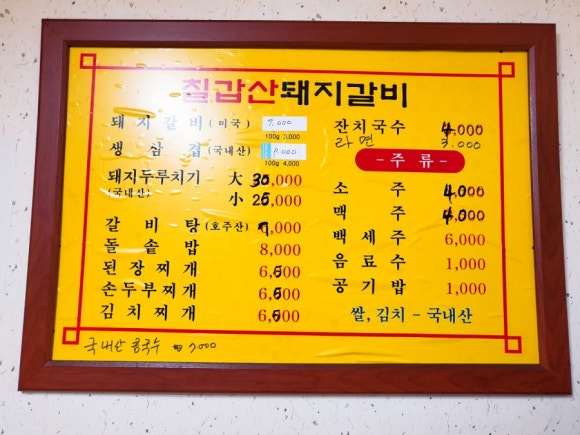 칠갑산돼지갈비
돼지갈비(미국) 7,000
100g 3,000
생삼겹(국내산) 9,000
100g 4,000
돼지두루치기 大 30,000
(국내산) 小 20,000
갈비탕(호주산) 9,000
돌솥밥 8,000
된장찌개 6,500
손두부찌개 6,500
김치찌개 6,500
국내산 콩국수 ₩7.000
잔치국수 4,000
라면 3.000
-주류-
소주 4,000
맥주 4,000
백세주 6,000
음료수 1,000
공기밥 1,000
쌀,김치-국내산